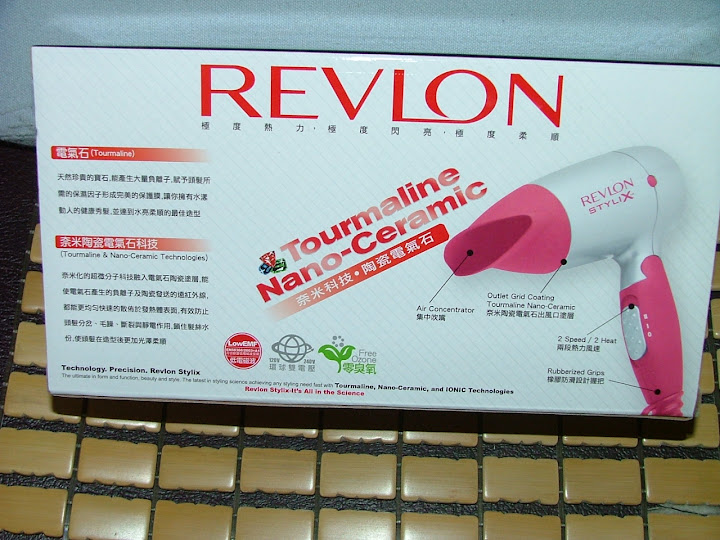 REVLON
極度熱力，極度閃亮，極度柔順
電氣石(Tourmaline)
天然珍貴的寶石,能產生大量負離子,賦予頭髮所
需的保濕因子形成完美的保護膜,讓你擁有水漾
動人的健康秀髮,並達到水亮柔順的最佳造型
奈米陶瓷電氣石科技
(Tourmaline & Nano-Ceramic Technologies)
奈米化的超微分子科技融入電氣石陶瓷塗層,能
使電氣石產生的負離子及陶瓷發送的遠紅外線,
都能更均勻快速的散佈於發熱體表面,有效防止
頭髮分岔、毛躁、斷裂與靜電作用,鎖住髮絲水
份,使頭髮在造型後更加光澤柔順
Tourmaline
Nano-Ceramic
奈米科技•陶瓷電氣石
REVLON
STYLIX
Air Concentrator
集中吹嘴
Outlet Grid Coating
Tourmaline Nano-Ceramic
奈米陶瓷電氣石出風口塗層
2 Speed / 2 Heat
兩段熱力風速
Rubberized Grips
橡膠防滑設計握把
LowEMF
低電磁波
120V 240V
環球雙電壓
Free
Ozone
零臭氧
Technology. Precision. Revlon Stylix
The ultimate in form and function, beauty and style. The latest in styling science achieving any styling need fast with Tourmaline, Nano-Ceramic, and IONIC Technologies
Revlon Stylix-It's All in the Science